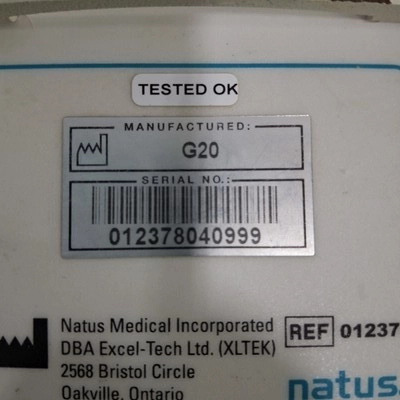 TESTED OK
MANUFACTURED:
G20
SERIAL NO.:
012378040999
Natus Medical Incorporated
DBA Excel-Tech Ltd. (XLTEK)
2568 Bristol Circle
Oakville, Ontario
REF 01237
natus